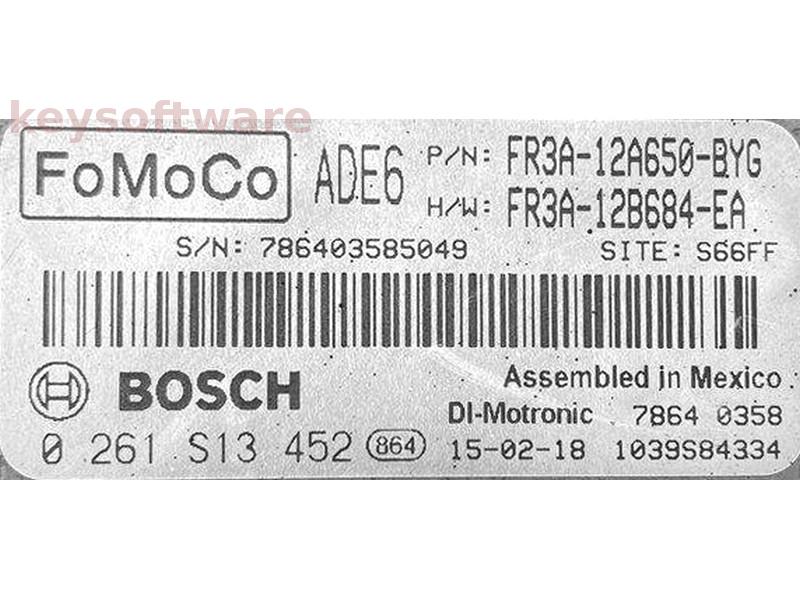 keysoftware
FoMoCo ADE6 P/N: FR3A-12A650-BYG
H/W: FR3A-12B684-EA
S/N: 786403585049 SITE: S66FF
BOSCH Assembled in Mexico
DI-Motronic 7864 0358
0 261 S13 452 864 15-02-18 1039S84334